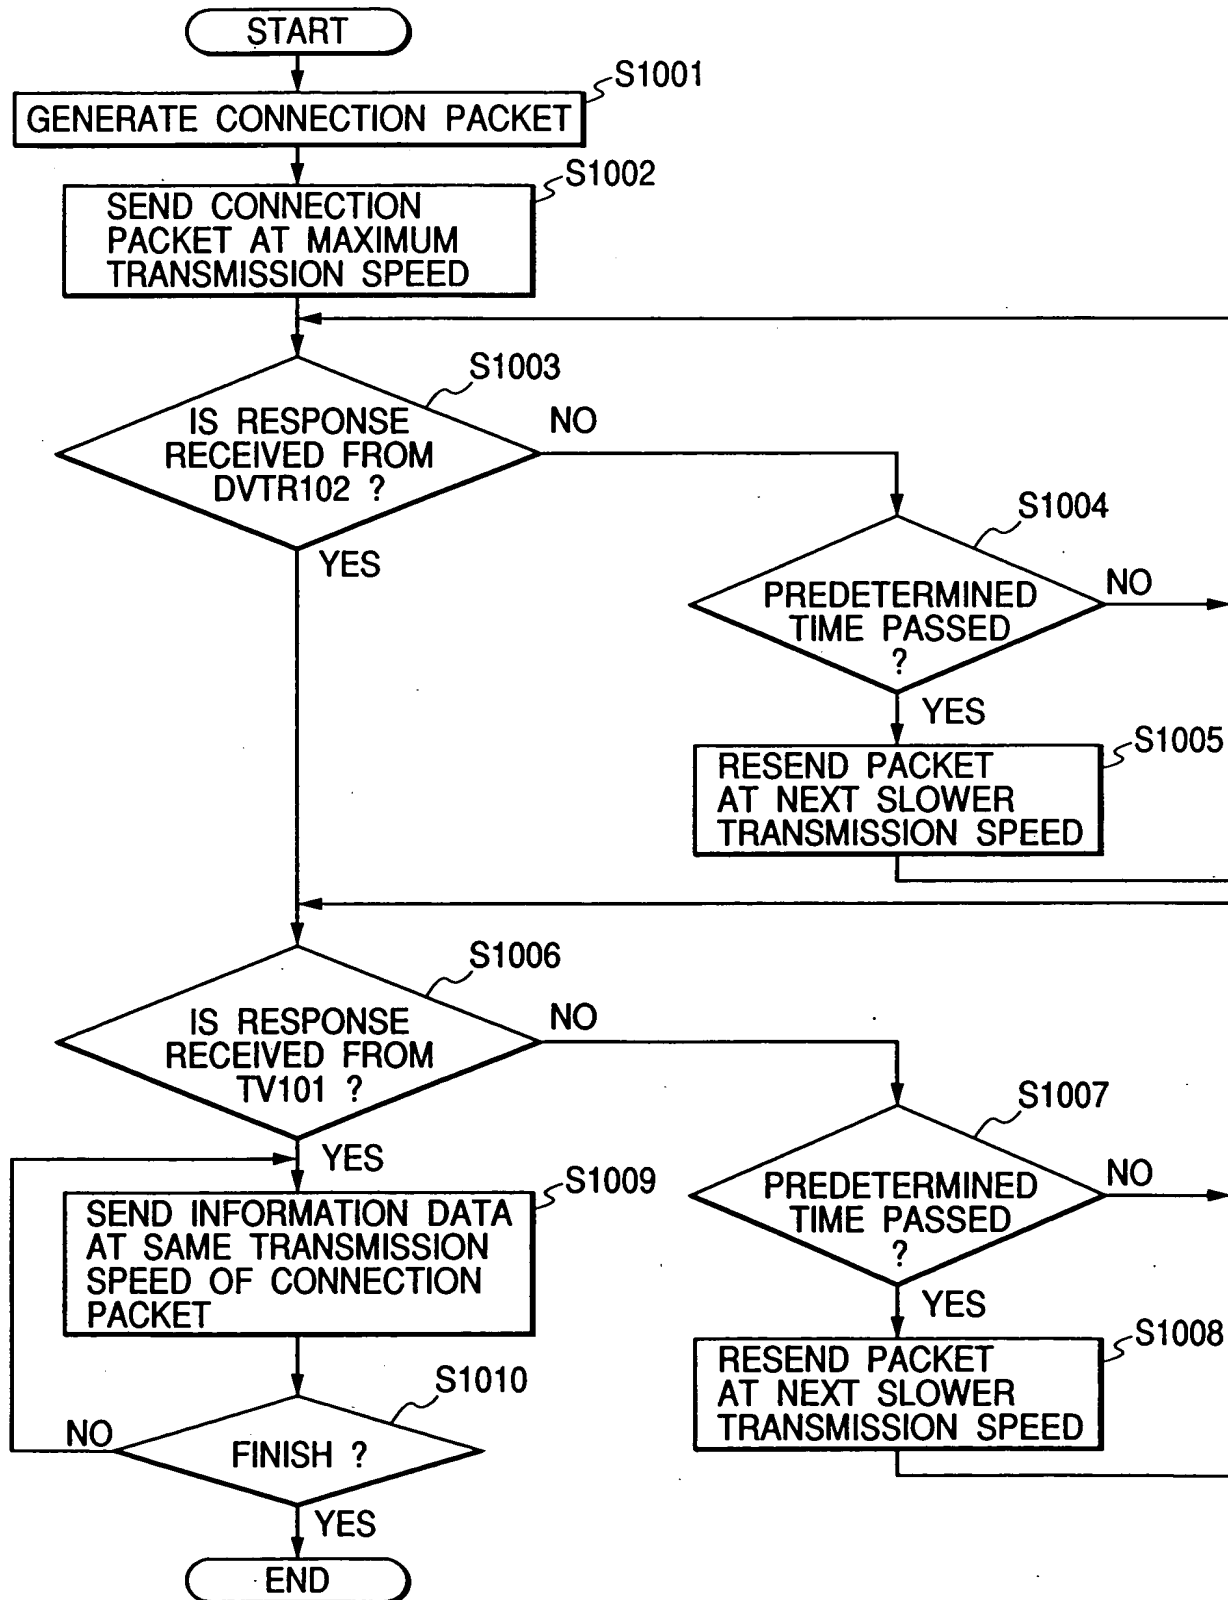 START
S1001
GENERATE CONNECTION PACKET
S1002
SEND CONNECTION
PACKET AT MAXIMUM
TRANSMISSION SPEED
S1003
IS RESPONSE
RECEIVED FROM
DVTR102 ?
NO
YES
S1004
PREDETERMINED
TIME PASSED
?
NO
YES
S1005
RESEND PACKET
AT NEXT SLOWER
TRANSMISSION SPEED
S1006
IS RESPONSE
RECEIVED FROM
TV101 ?
NO
YES
S1007
PREDETERMINED
TIME PASSED
?
NO
YES
S1008
RESEND PACKET
AT NEXT SLOWER
TRANSMISSION SPEED
S1009
SEND INFORMATION DATA
AT SAME TRANSMISSION
SPEED OF CONNECTION
PACKET
S1010
FINISH ?
NO
YES
END